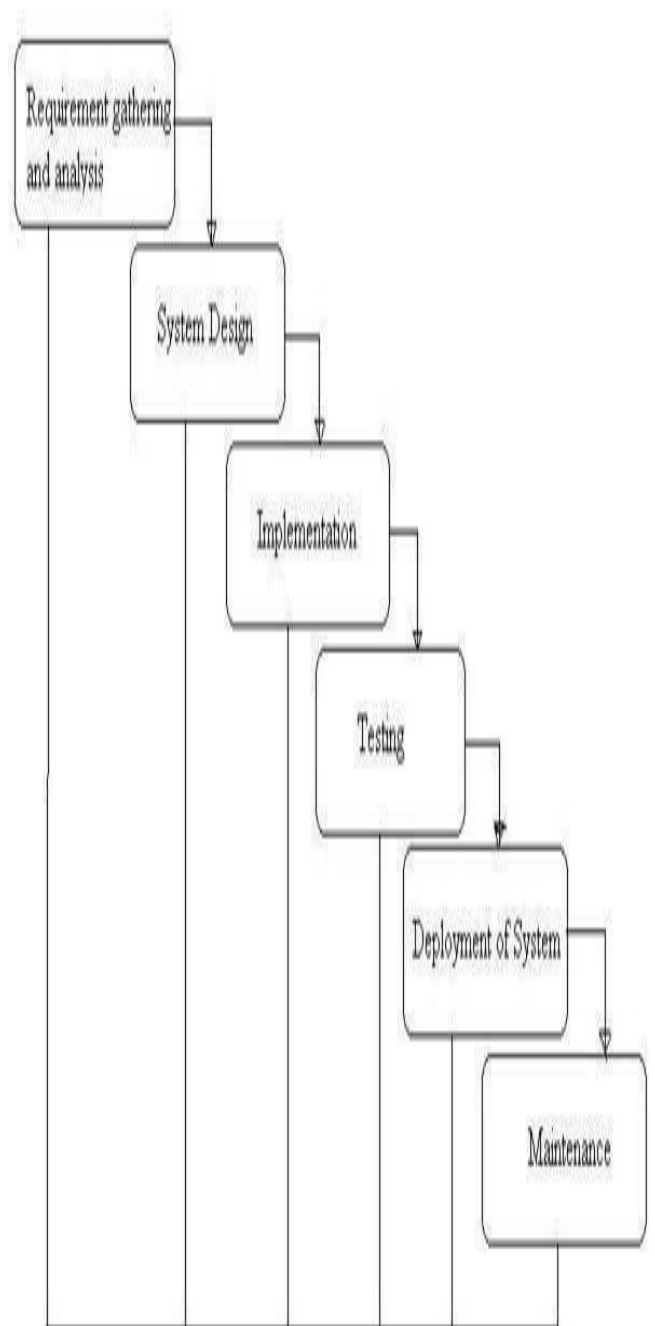 Requirement gathering
and analysis
System Design
Implementation
Testing
Deployment of System
Maintenance